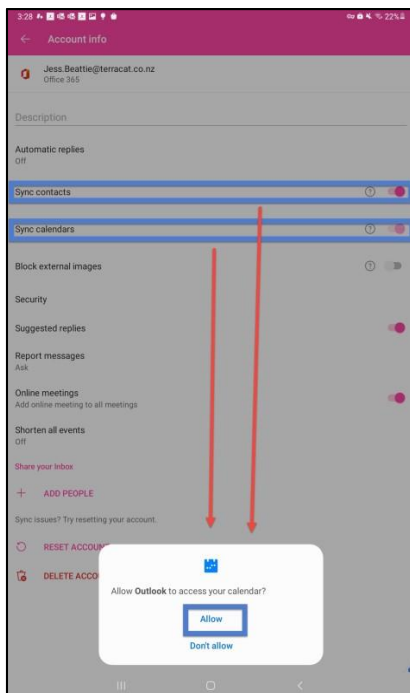 3:28
22%
Account info
Jess.Beattie@terracat.co.nz
Office 365
Description
Automatic replies
Off
Sync contacts
Sync calendars
Block external images
Security
Suggested replies
Report messages
Ask
Online meetings
Add online meeting to all meetings
Shorten all events
Off
Share your Inbox
+ ADD PEOPLE
Sync issues? Try resetting your account.
RESET ACCOUN
DELETE ACCO
Allow Outlook to access your calendar?
Allow
Don't allow